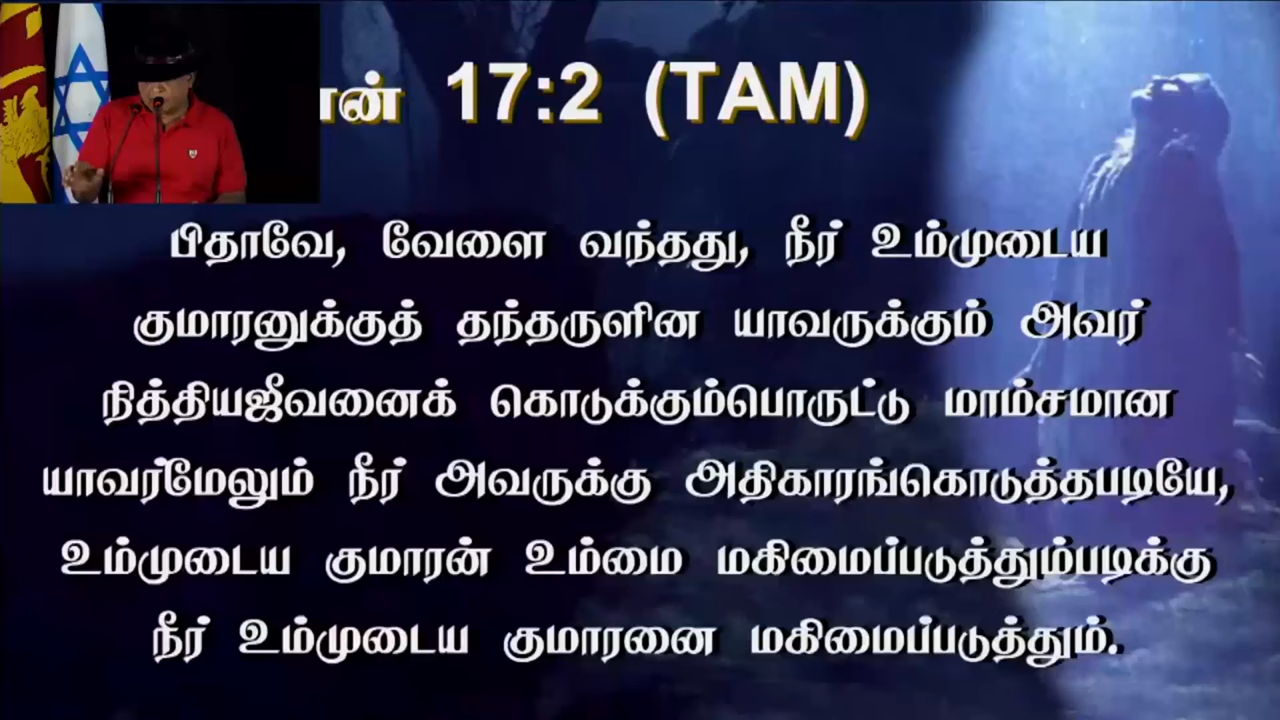 17:2 (TAM)
பிதாவே, வேளை வந்தது, நீர் உம்முடைய
குமாரனுக்குத் தந்தருளின யாவருக்கும் அவர்
நித்தியஜீவனைக் கொடுக்கும்பொருட்டு மாம்சமான
யாவர்மேலும் நீர் அவருக்கு அதிகாரங்கொடுத்தபடியே,
உம்முடைய குமாரன் உம்மை மகிமைப்படுத்தும்படிக்கு
நீர் உம்முடைய குமாரனை மகிமைப்படுத்தும்.